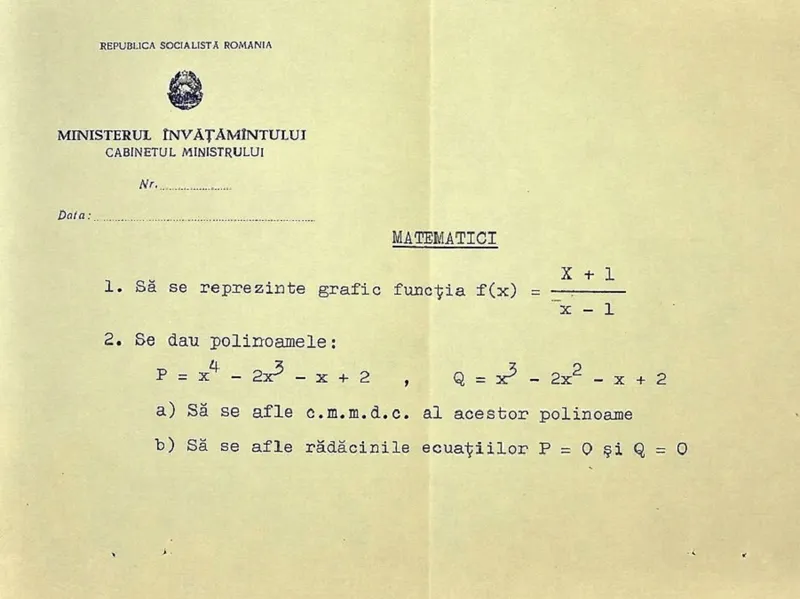 REPUBLICA SOCIALISTĂ ROMANIA
MINISTERUL ÎNVĂŢĂMÎNTULUI
CABINETUL MINISTRULUI
Nr.
Data:
MATEMATICI
1. Să se reprezinte grafic funcţia f(x) = (X + 1) / (x - 1)
2. Se dau polinoamele:
P = x⁴ - 2x³ - x + 2 , Q = x³ - 2x² - x + 2
a) Să se afle c.m.m.d.c. al acestor polinoame
b) Să se afle rădăcinile ecuaţiilor P = 0 şi Q = 0